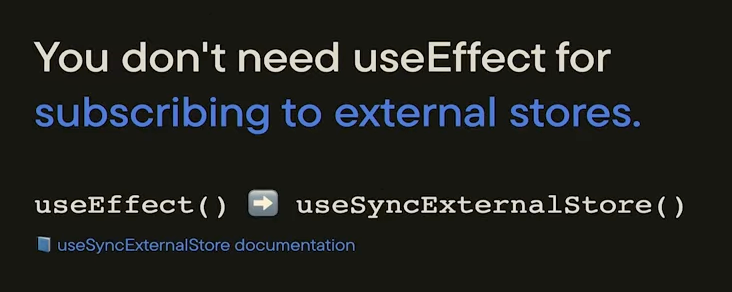 You don't need useEffect for
subscribing to external stores.
useEffect() ➡️ useSyncExternalStore()
📘 useSyncExternalStore documentation